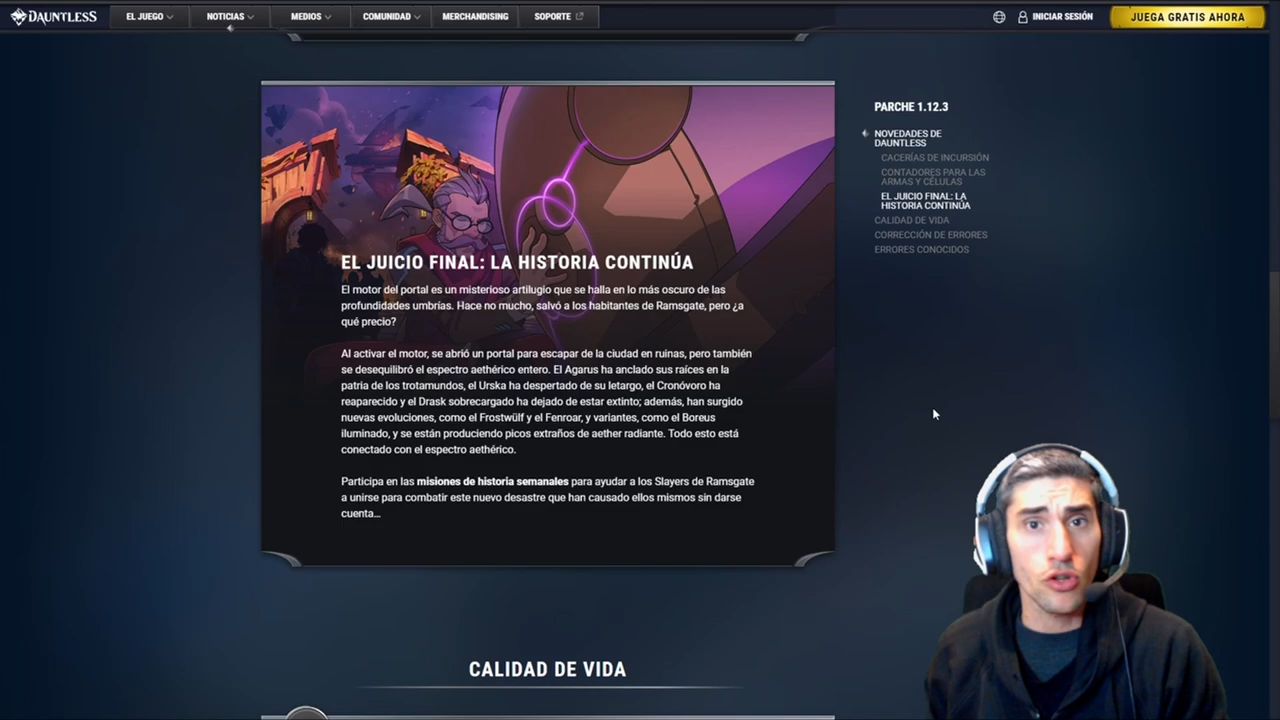 DAUNTLESS
EL JUEGO
NOTICIAS
MEDIOS
COMUNIDAD
MERCHANDISING
SOPORTE
INICIAR SESIÓN
JUEGA GRATIS AHORA
EL JUICIO FINAL: LA HISTORIA CONTINÚA
El motor del portal es un misterioso artilugio que se halla en lo más oscuro de las
profundidades umbrías. Hace no mucho, salvó a los habitantes de Ramsgate, pero ¿a
qué precio?
Al activar el motor, se abrió un portal para escapar de la ciudad en ruinas, pero también
se desequilibró el espectro aethérico entero. El Agarus ha anclado sus raíces en la
patria de los trotamundos, el Urska ha despertado de su letargo, el Cronóvoro ha
reaparecido y el Drask sobrecargado ha dejado de estar extinto; además, han surgido
nuevas evoluciones, como el Frostwülf y el Fenroar, y variantes, como el Boreus
iluminado, y se están produciendo picos extraños de aether radiante. Todo esto está
conectado con el espectro aethérico.
Participa en las misiones de historia semanales para ayudar a los Slayers de Ramsgate
a unirse para combatir este nuevo desastre que han causado ellos mismos sin darse
cuenta...
CALIDAD DE VIDA
PARCHE 1.12.3
NOVEDADES DE
DAUNTLESS
CACERÍAS DE INCURSIÓN
CONTADORES PARA LAS
ARMAS Y CÉLULAS
EL JUICIO FINAL: LA
HISTORIA CONTINÚA
CALIDAD DE VIDA
CORRECCIÓN DE ERRORES
ERRORES CONOCIDOS